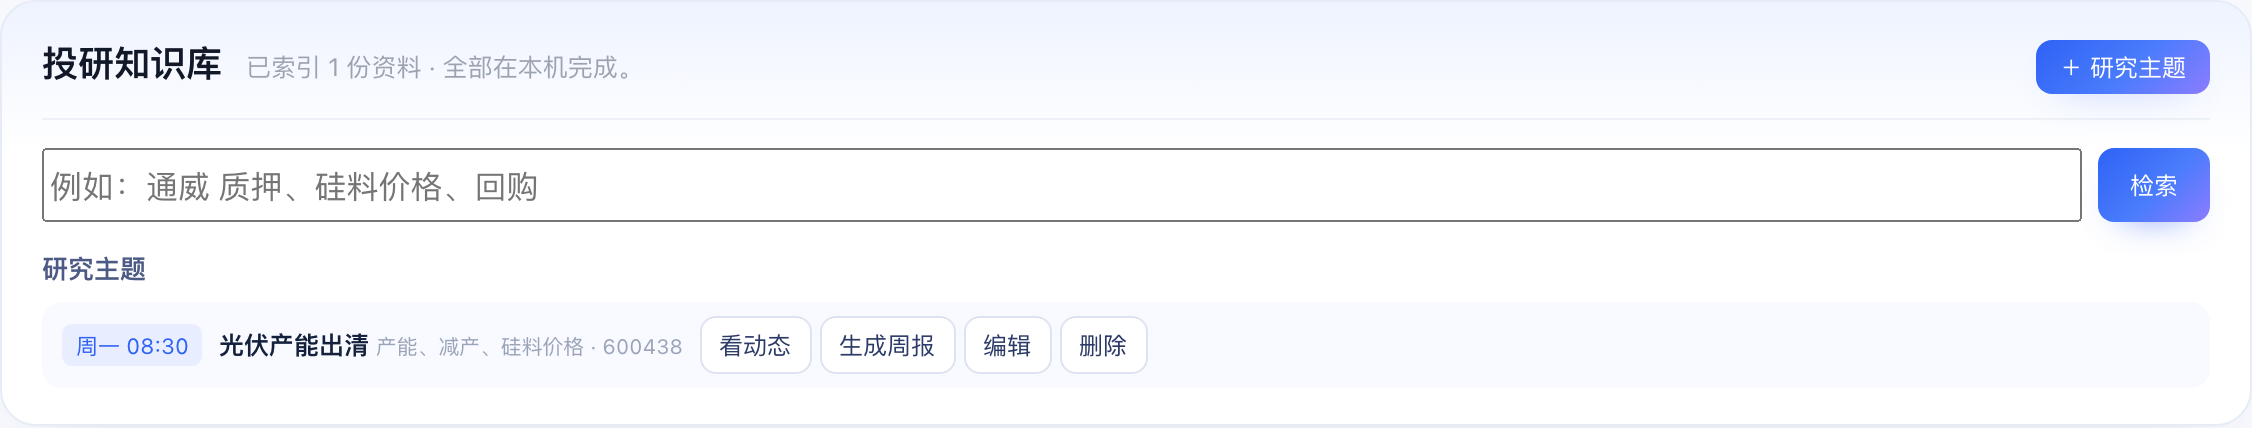 投研知识库 已索引 1 份资料 · 全部在本机完成。 + 研究主题
例如：通威 质押、硅料价格、回购 检索
研究主题
周一 08:30 光伏产能出清 产能、减产、硅料价格 · 600438 看动态 生成周报 编辑 删除